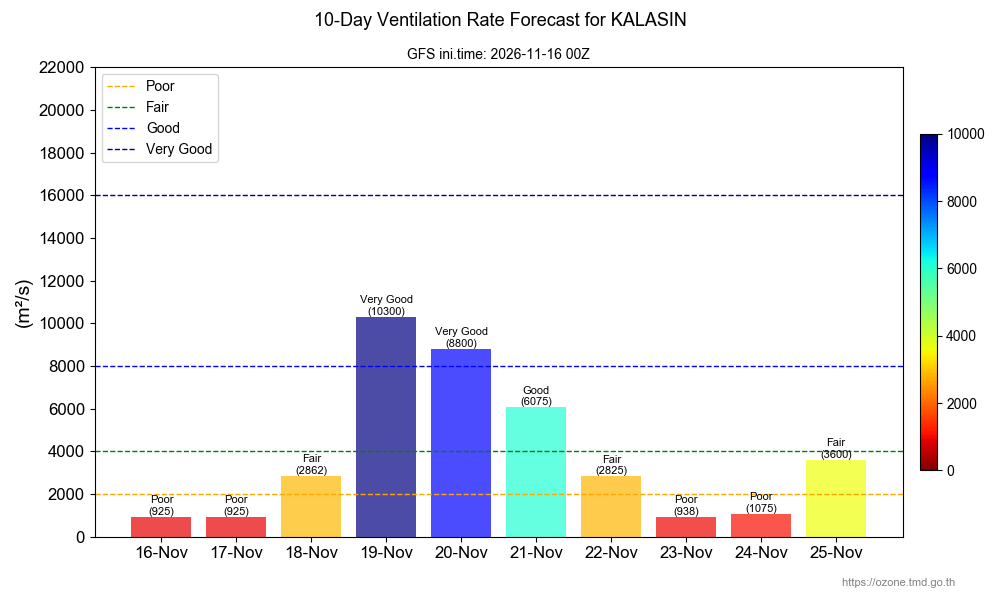 10-Day Ventilation Rate Forecast for KALASIN
GFS ini.time: 2026-11-16 00Z
22000
20000
18000
16000
14000
12000
10000
8000
6000
4000
2000
0
(m²/s)
Poor
Fair
Good
Very Good
Poor
(925)
Poor
(925)
Fair
(2862)
Very Good
(10300)
Very Good
(8800)
Good
(6075)
Fair
(2825)
Poor
(938)
Poor
(1075)
Fair
(3600)
16-Nov 17-Nov 18-Nov 19-Nov 20-Nov 21-Nov 22-Nov 23-Nov 24-Nov 25-Nov
10000
8000
6000
4000
2000
0
https://ozone.tmd.go.th